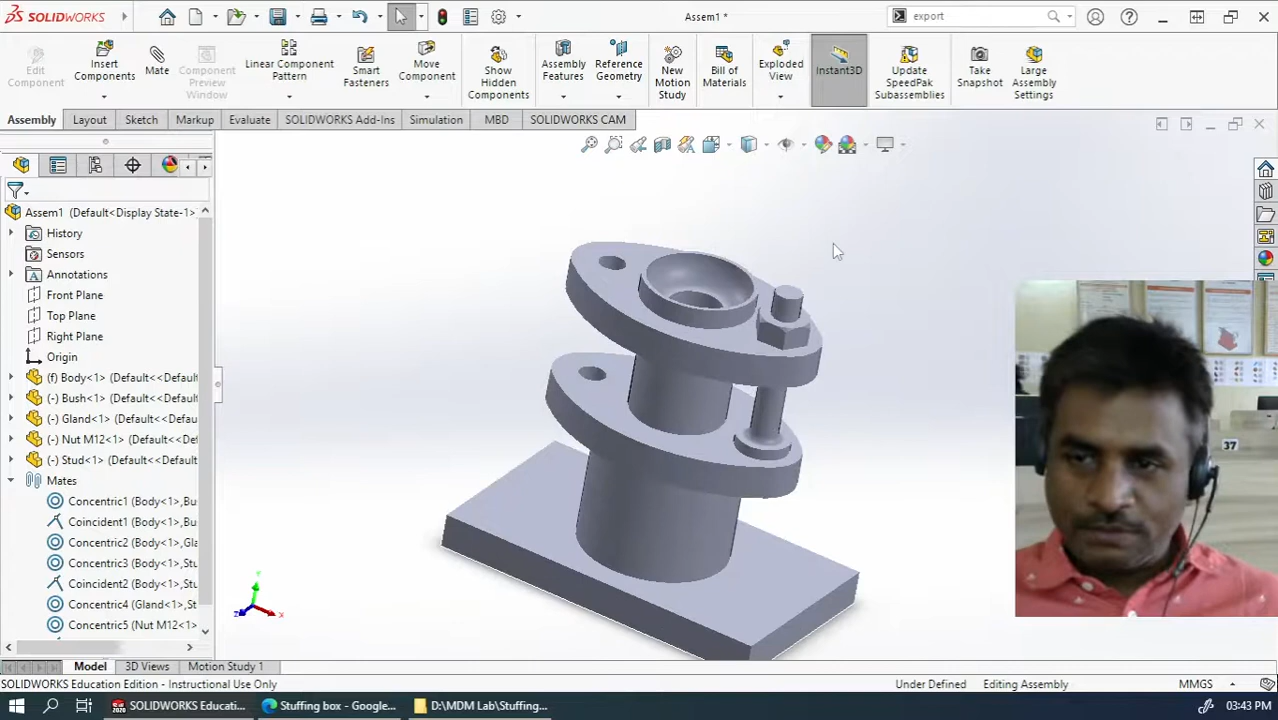 SOLIDWORKS
Assem1 *
export
Edit Component
Insert Components
Mate
Component Preview Window
Linear Component Pattern
Smart Fasteners
Move Component
Show Hidden Components
Assembly Features
Reference Geometry
New Motion Study
Bill of Materials
Exploded View
Instant3D
Update SpeedPak Subassemblies
Take Snapshot
Large Assembly Settings
Assembly
Layout
Sketch
Markup
Evaluate
SOLIDWORKS Add-Ins
Simulation
MBD
SOLIDWORKS CAM
Assem1 (Default<Display State-1>
History
Sensors
Annotations
Front Plane
Top Plane
Right Plane
Origin
(f) Body<1> (Default<<Default
(-) Bush<1> (Default<<Default
(-) Gland<1> (Default<<Defaul
(-) Nut M12<1> (Default<<Defa
(-) Stud<1> (Default<<Default
Mates
Concentric1 (Body<1>,Bu
Coincident1 (Body<1>,Bu
Concentric2 (Body<1>,Gl
Concentric3 (Body<1>,Stu
Coincident2 (Body<1>,Stu
Concentric4 (Gland<1>,St
Concentric5 (Nut M12<1>
Y
Z
X
37
Model
3D Views
Motion Study 1
SOLIDWORKS Education Edition - Instructional Use Only
Under Defined
Editing Assembly
MMGS
2020
SOLIDWORKS Educati...
Stuffing box - Google...
D:\MDM Lab\Stuffing...
03:43 PM